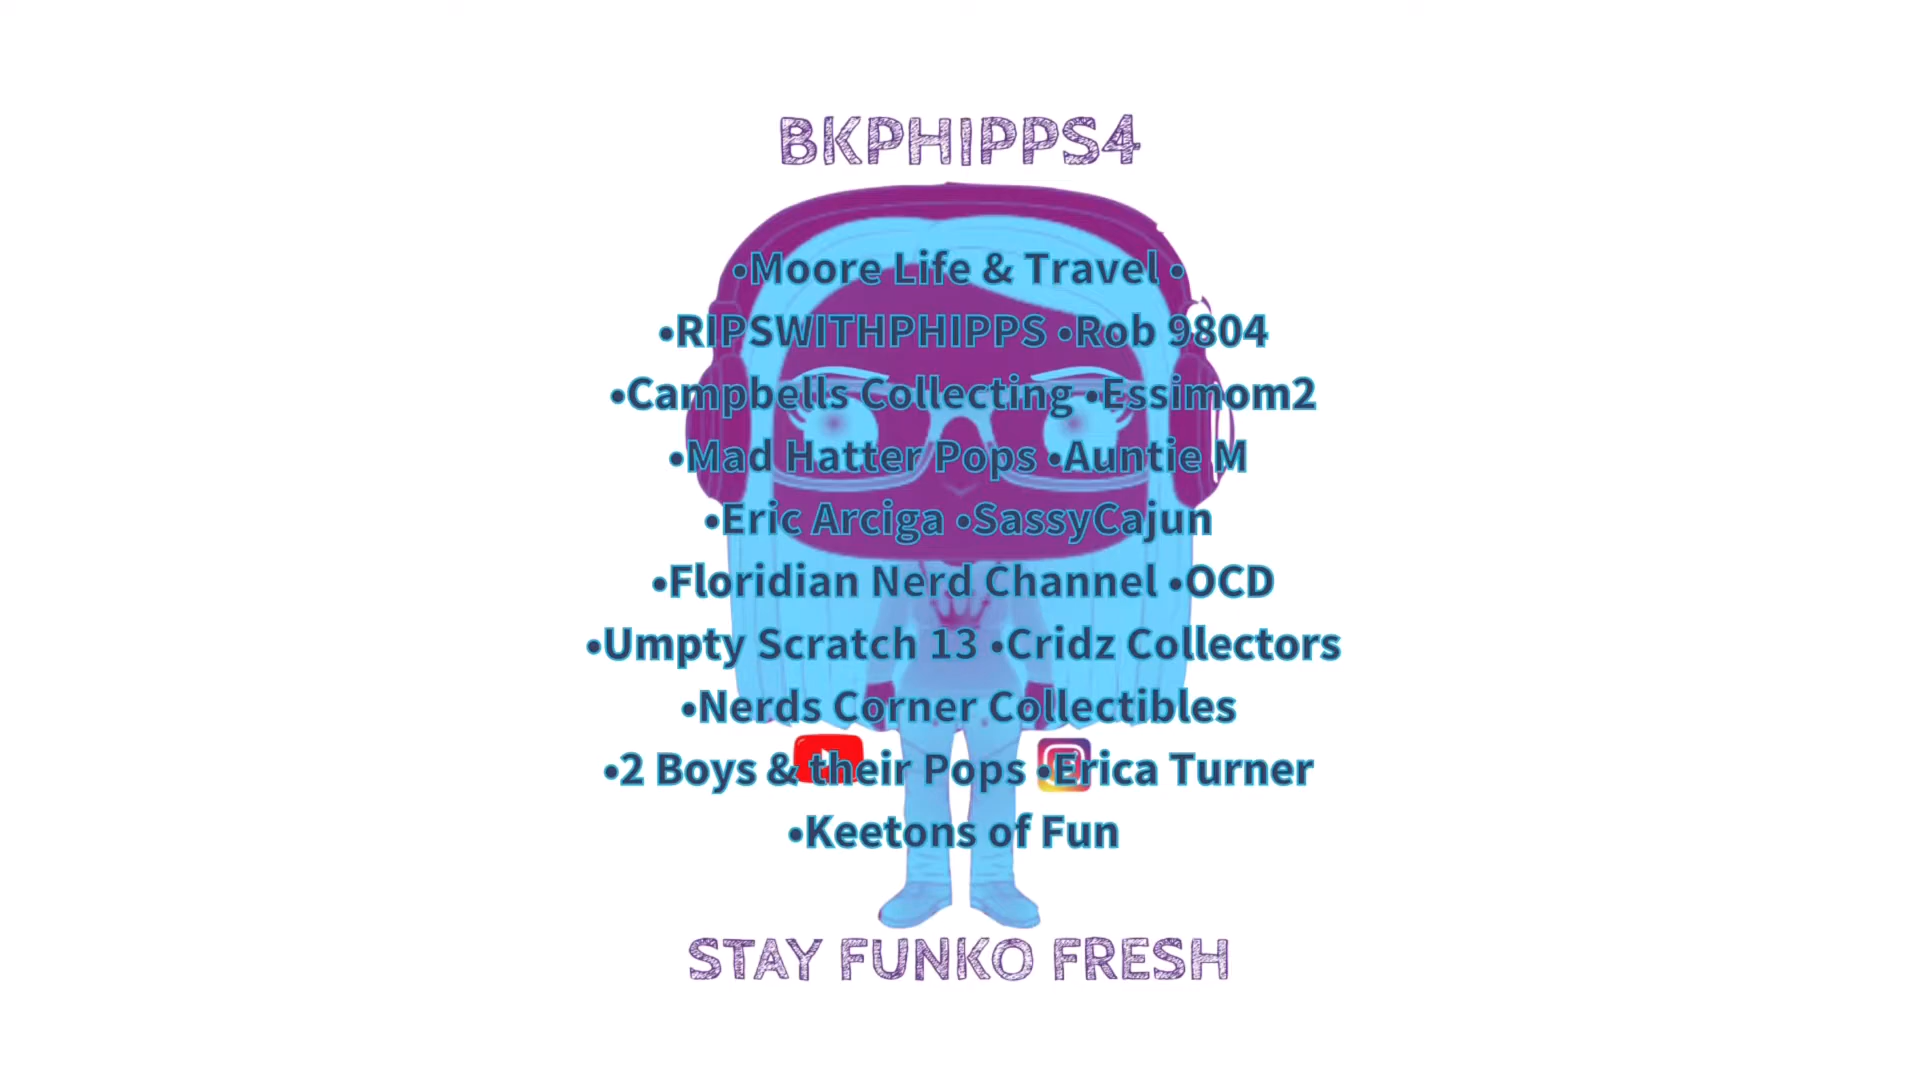 BKPHIPPS4
•Moore Life & Travel •
•RIPSWITHPHIPPS •Rob 9804
•Campbells Collecting •Essimom2
•Mad Hatter Pops •Auntie M
•Eric Arciga •SassyCajun
•Floridian Nerd Channel •OCD
•Umpty Scratch 13 •Cridz Collectors
•Nerds Corner Collectibles
•2 Boys & their Pops •Erica Turner
•Keetons of Fun
STAY FUNKO FRESH